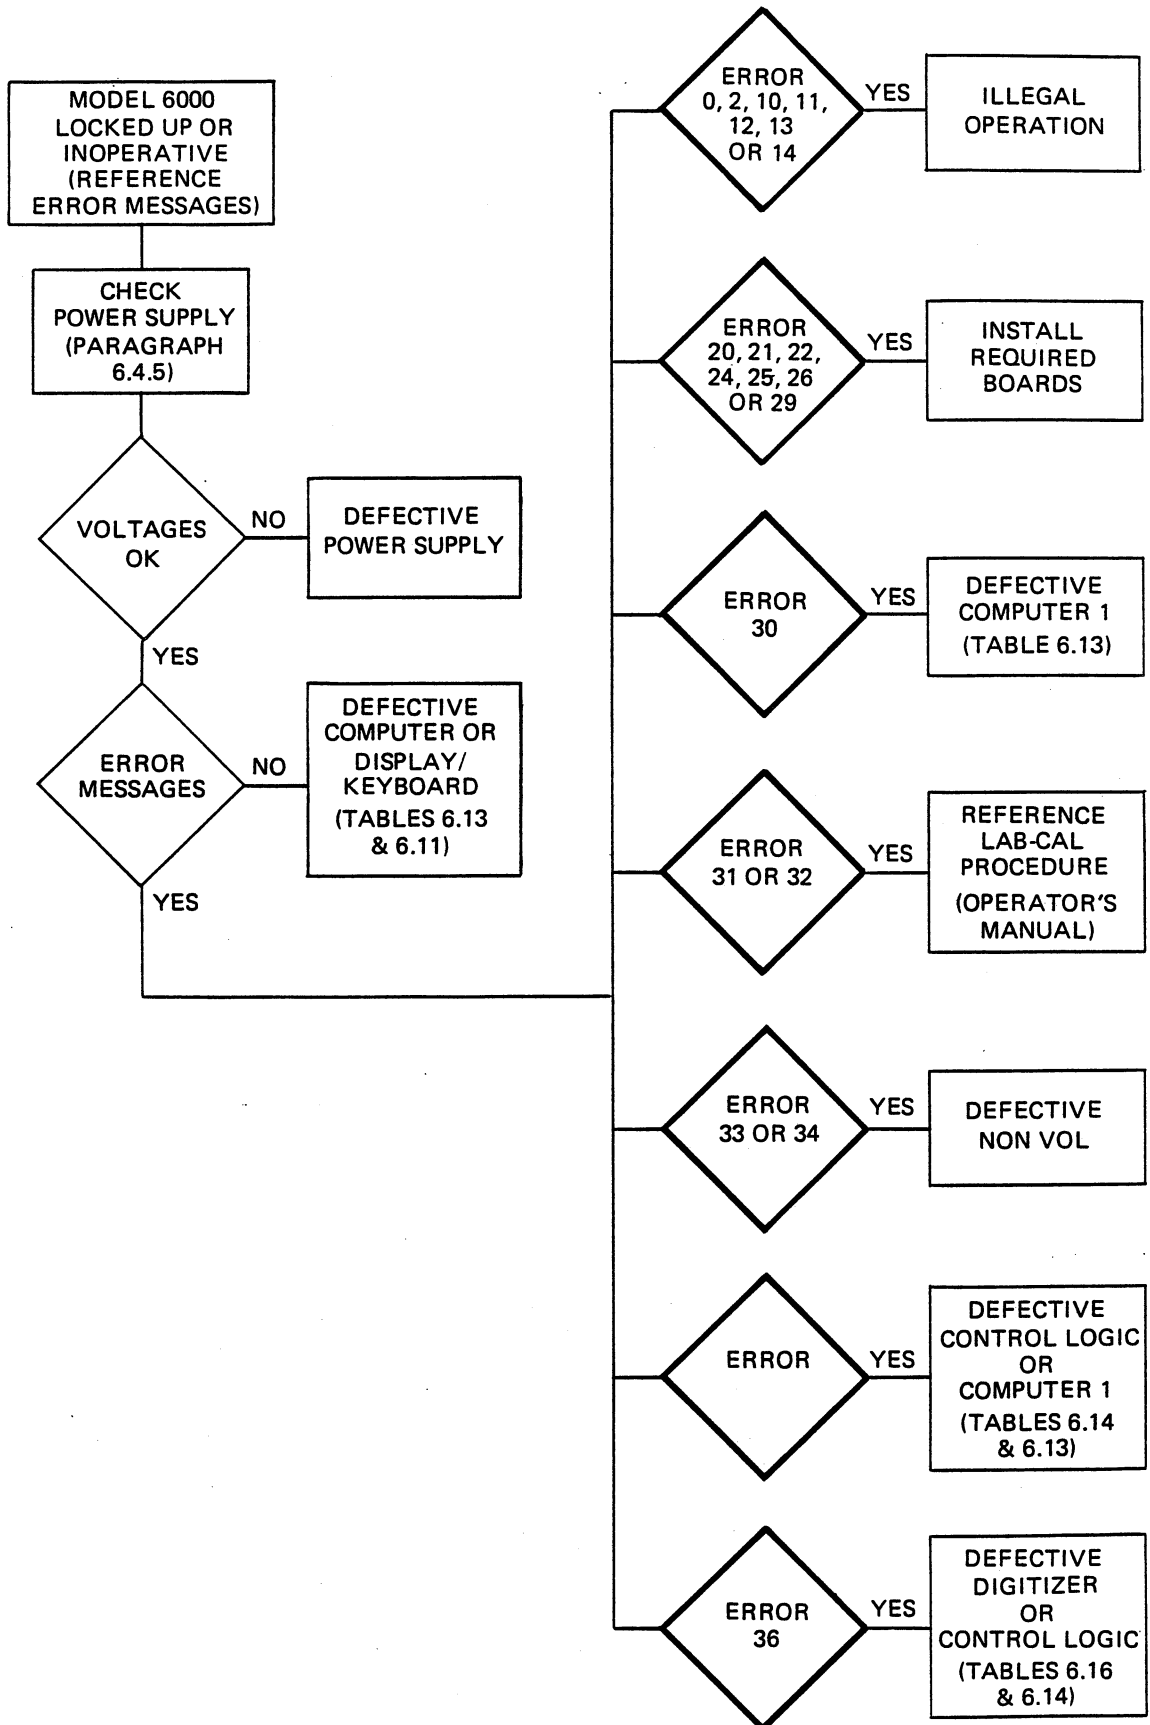 MODEL 6000
LOCKED UP OR
INOPERATIVE
(REFERENCE
ERROR MESSAGES)
CHECK
POWER SUPPLY
(PARAGRAPH
6.4.5)
VOLTAGES
OK
NO
DEFECTIVE
POWER SUPPLY
YES
ERROR
MESSAGES
NO
DEFECTIVE
COMPUTER OR
DISPLAY/
KEYBOARD
(TABLES 6.13
& 6.11)
YES
ERROR
0, 2, 10, 11,
12, 13
OR 14
YES
ILLEGAL
OPERATION
ERROR
20, 21, 22,
24, 25, 26
OR 29
YES
INSTALL
REQUIRED
BOARDS
ERROR
30
YES
DEFECTIVE
COMPUTER 1
(TABLE 6.13)
ERROR
31 OR 32
YES
REFERENCE
LAB-CAL
PROCEDURE
(OPERATOR'S
MANUAL)
ERROR
33 OR 34
YES
DEFECTIVE
NON VOL
ERROR
YES
DEFECTIVE
CONTROL LOGIC
OR
COMPUTER 1
(TABLES 6.14
& 6.13)
ERROR
36
YES
DEFECTIVE
DIGITIZER
OR
CONTROL LOGIC
(TABLES 6.16
& 6.14)